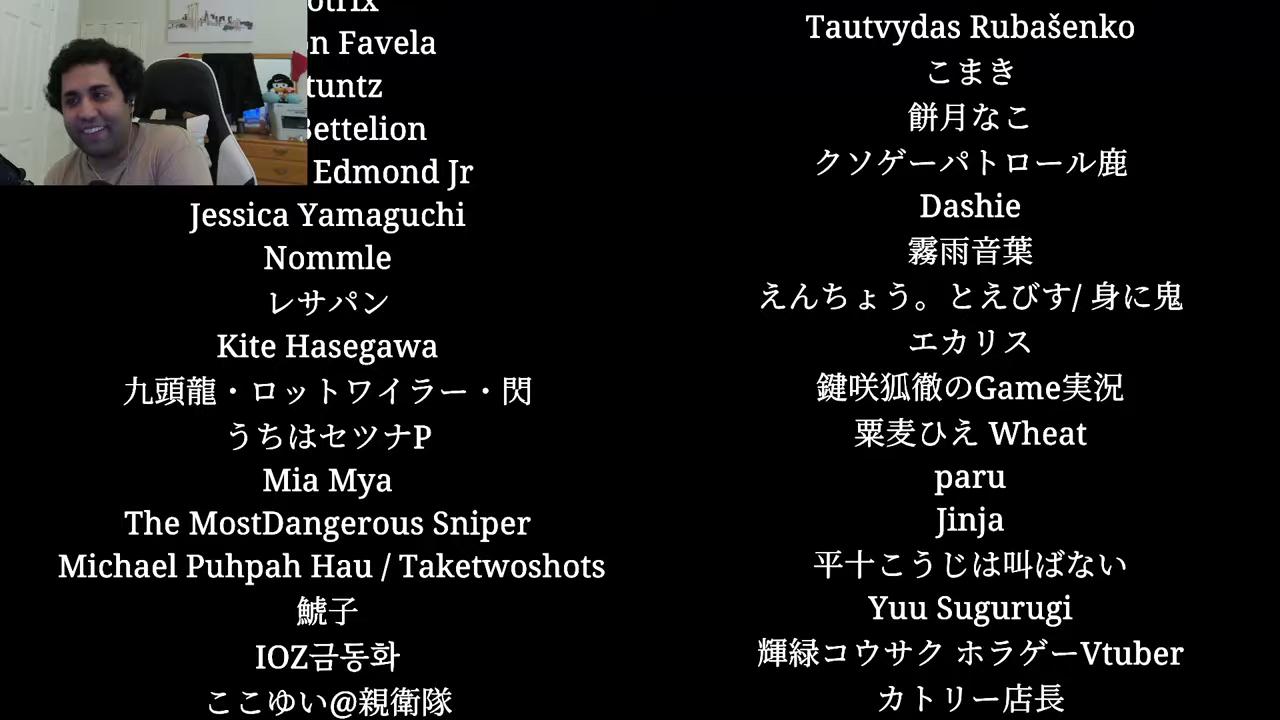 Favela
Edmond Jr
Jessica Yamaguchi
Nommle
レサパン
Kite Hasegawa
九頭龍・ロットワイラー・閃
うちはセツナP
Mia Mya
The MostDangerous Sniper
Michael Puhpah Hau / Taketwoshots
鯱子
IOZ금동화
ここゆい@親衛隊
Tautvydas Rubašenko
こまき
餅月なこ
クソゲーパトロール鹿
Dashie
霧雨音葉
えんちょう。とえびす/ 身に鬼
エカリス
鍵咲狐徹のGame実況
粟麦ひえ Wheat
paru
Jinja
平十こうじは叫ばない
Yuu Sugurugi
輝緑コウサク ホラゲーVtuber
カトリー店長